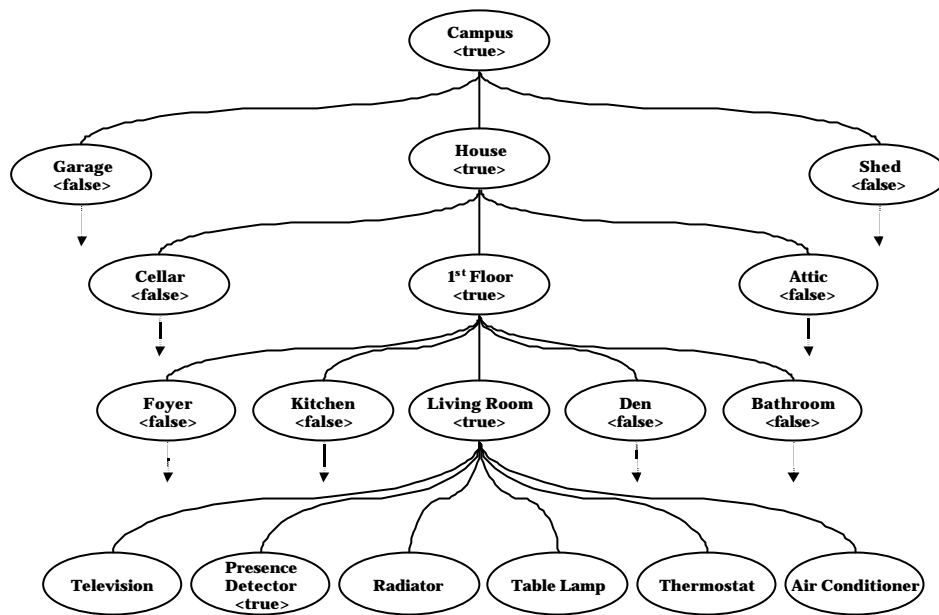 Campus
<true>
Garage
<false>
House
<true>
Shed
<false>
Cellar
<false>
1st Floor
<true>
Attic
<false>
Foyer
<false>
Kitchen
<false>
Living Room
<true>
Den
<false>
Bathroom
<false>
Television
Presence
Detector
<true>
Radiator
Table Lamp
Thermostat
Air Conditioner